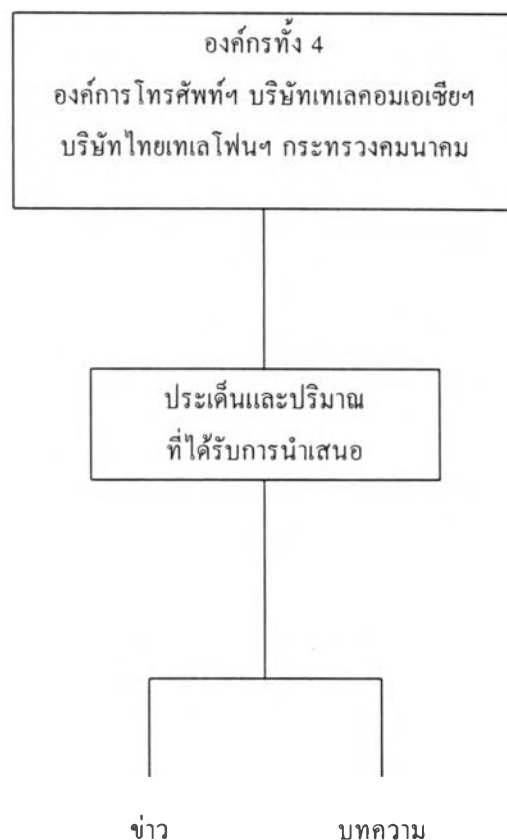 องค์กรทั้ง 4
องค์การโทรศัพท์ฯ บริษัทเทเลคอมเอเซียฯ
บริษัทไทยเทเลโฟนฯ กระทรวงคมนาคม
ประเด็นและปริมาณ
ที่ได้รับการนำเสนอ
ข่าว บทความ